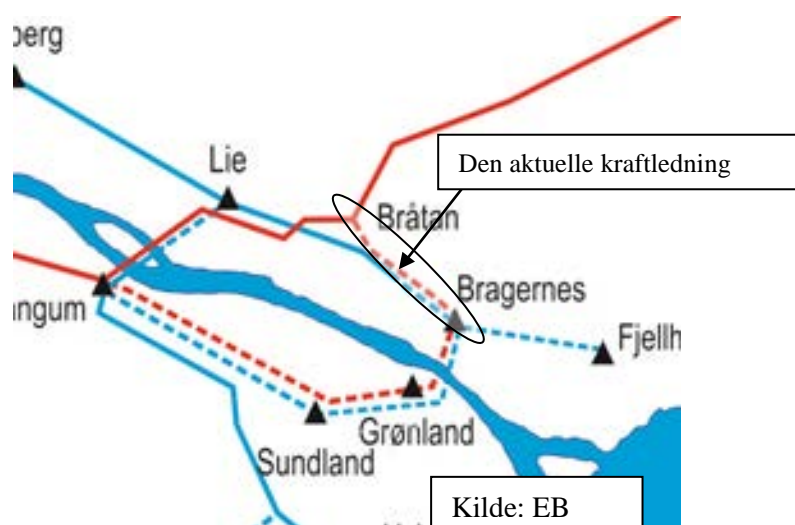 berg
Lie
Den aktuelle kraftledning
Bråtan
Bragernes
ngum
Fjellh
Grønland
Sundland
Kilde: EB